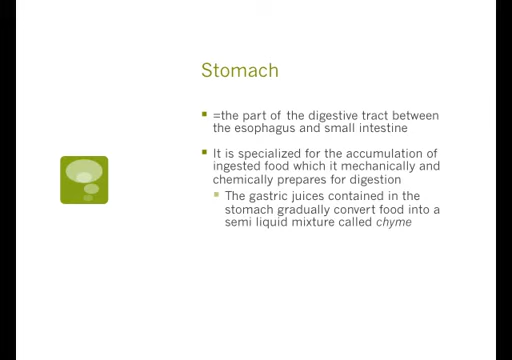 Stomach
=the part of the digestive tract between
the esophagus and small intestine
It is specialized for the accumulation of
ingested food which it mechanically and
chemically prepares for digestion
The gastric juices contained in the
stomach gradually convert food into a
semi liquid mixture called chyme